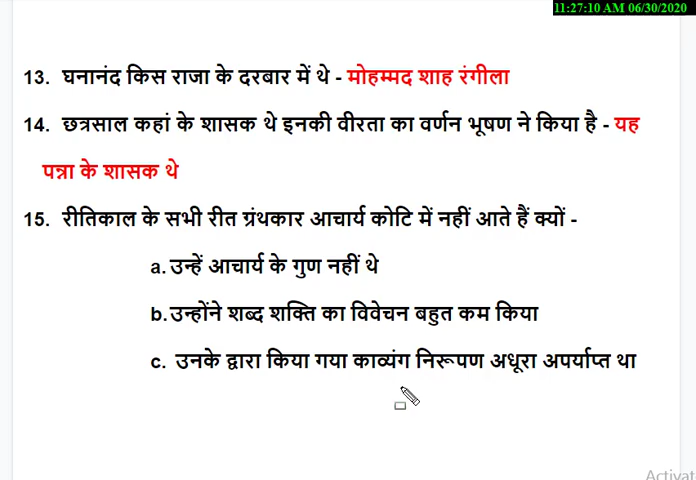 11:27:10 AM 06/30/2020
13. घनानंद किस राजा के दरबार में थे - मोहम्मद शाह रंगीला
14. छत्रसाल कहां के शासक थे इनकी वीरता का वर्णन भूषण ने किया है - यह
पन्ना के शासक थे
15. रीतिकाल के सभी रीत ग्रंथकार आचार्य कोटि में नहीं आते हैं क्यों -
a. उन्हें आचार्य के गुण नहीं थे
b. उन्होंने शब्द शक्ति का विवेचन बहुत कम किया
c. उनके द्वारा किया गया काव्यंग निरूपण अधूरा अपर्याप्त था
Activat